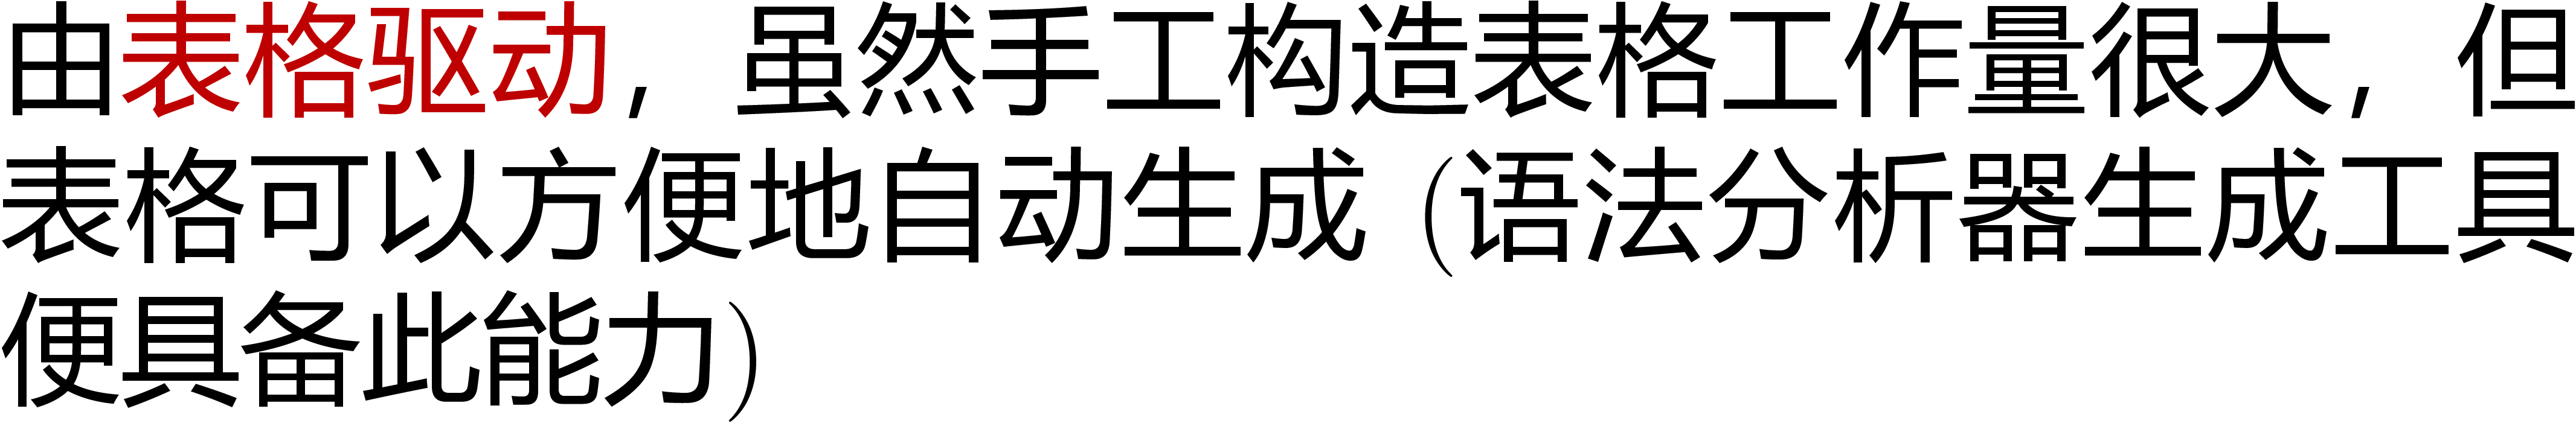 由表格驱动，虽然手工构造表格工作量很大，但
表格可以方便地自动生成（语法分析器生成工具
便具备此能力）